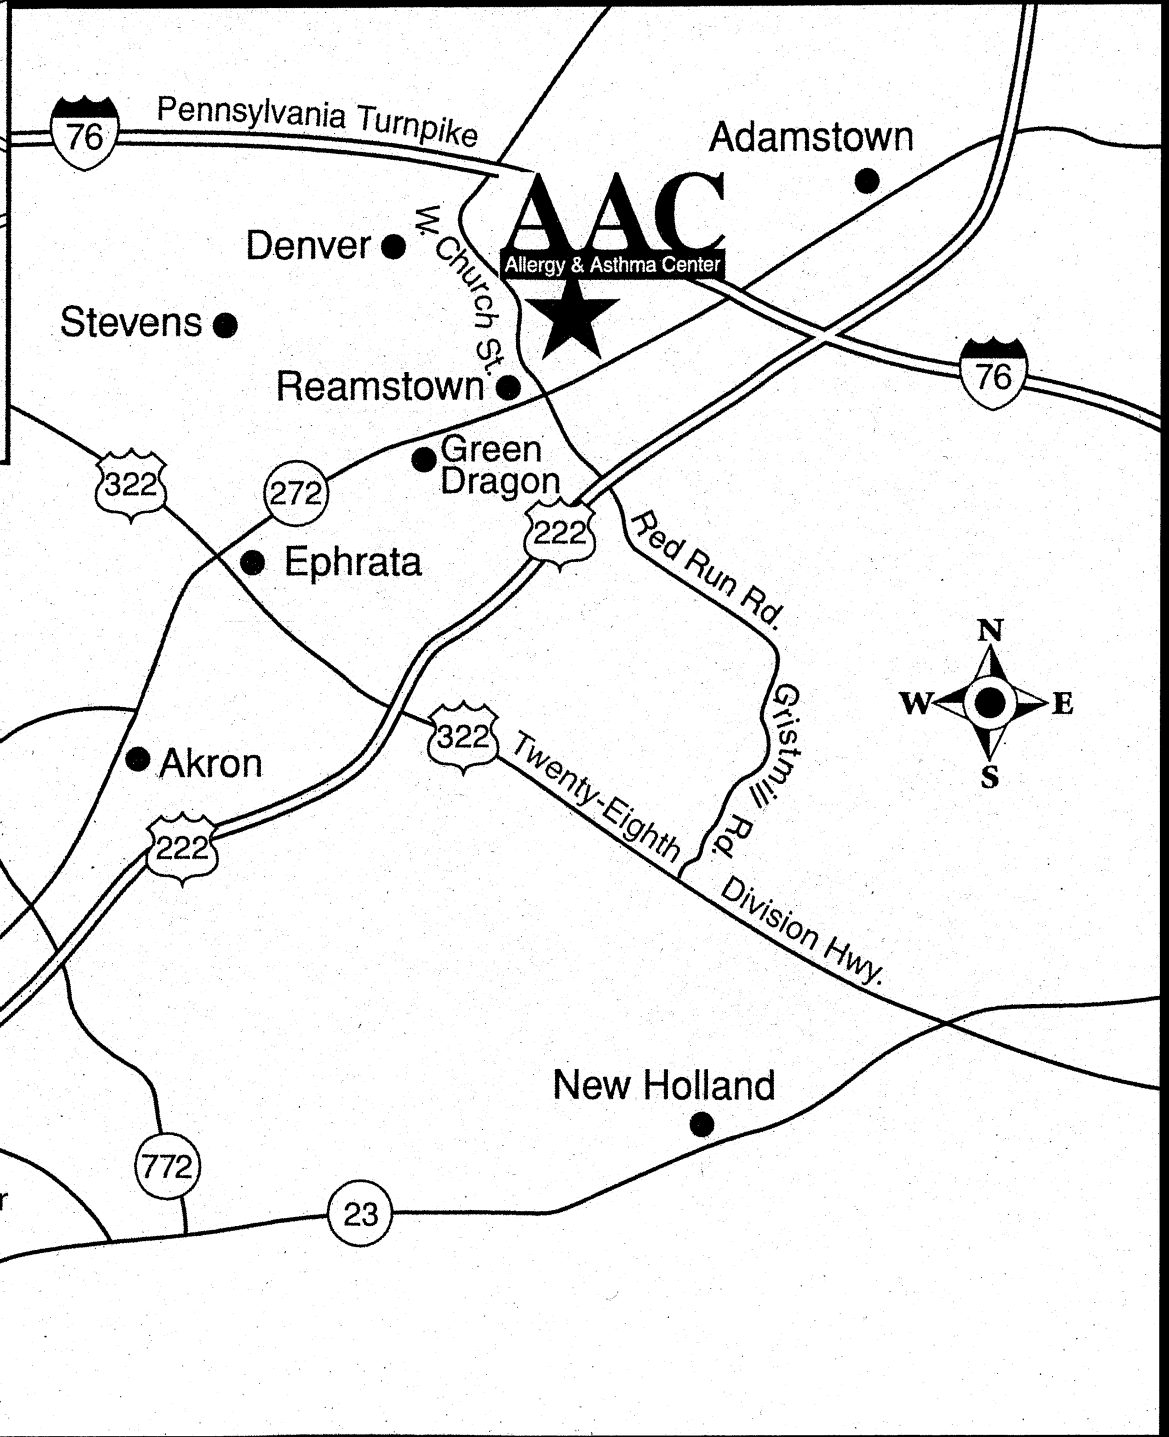 Pennsylvania Turnpike
76
Adamstown
AAC
Allergy & Asthma Center
Denver
W. Church St.
Stevens
76
Reamstown
Green
Dragon
322
272
222
Ephrata
Red Run Rd.
N
W
E
S
Gristmill Rd.
322
Twenty-Eighth
Division Hwy.
Akron
222
New Holland
772
r
23